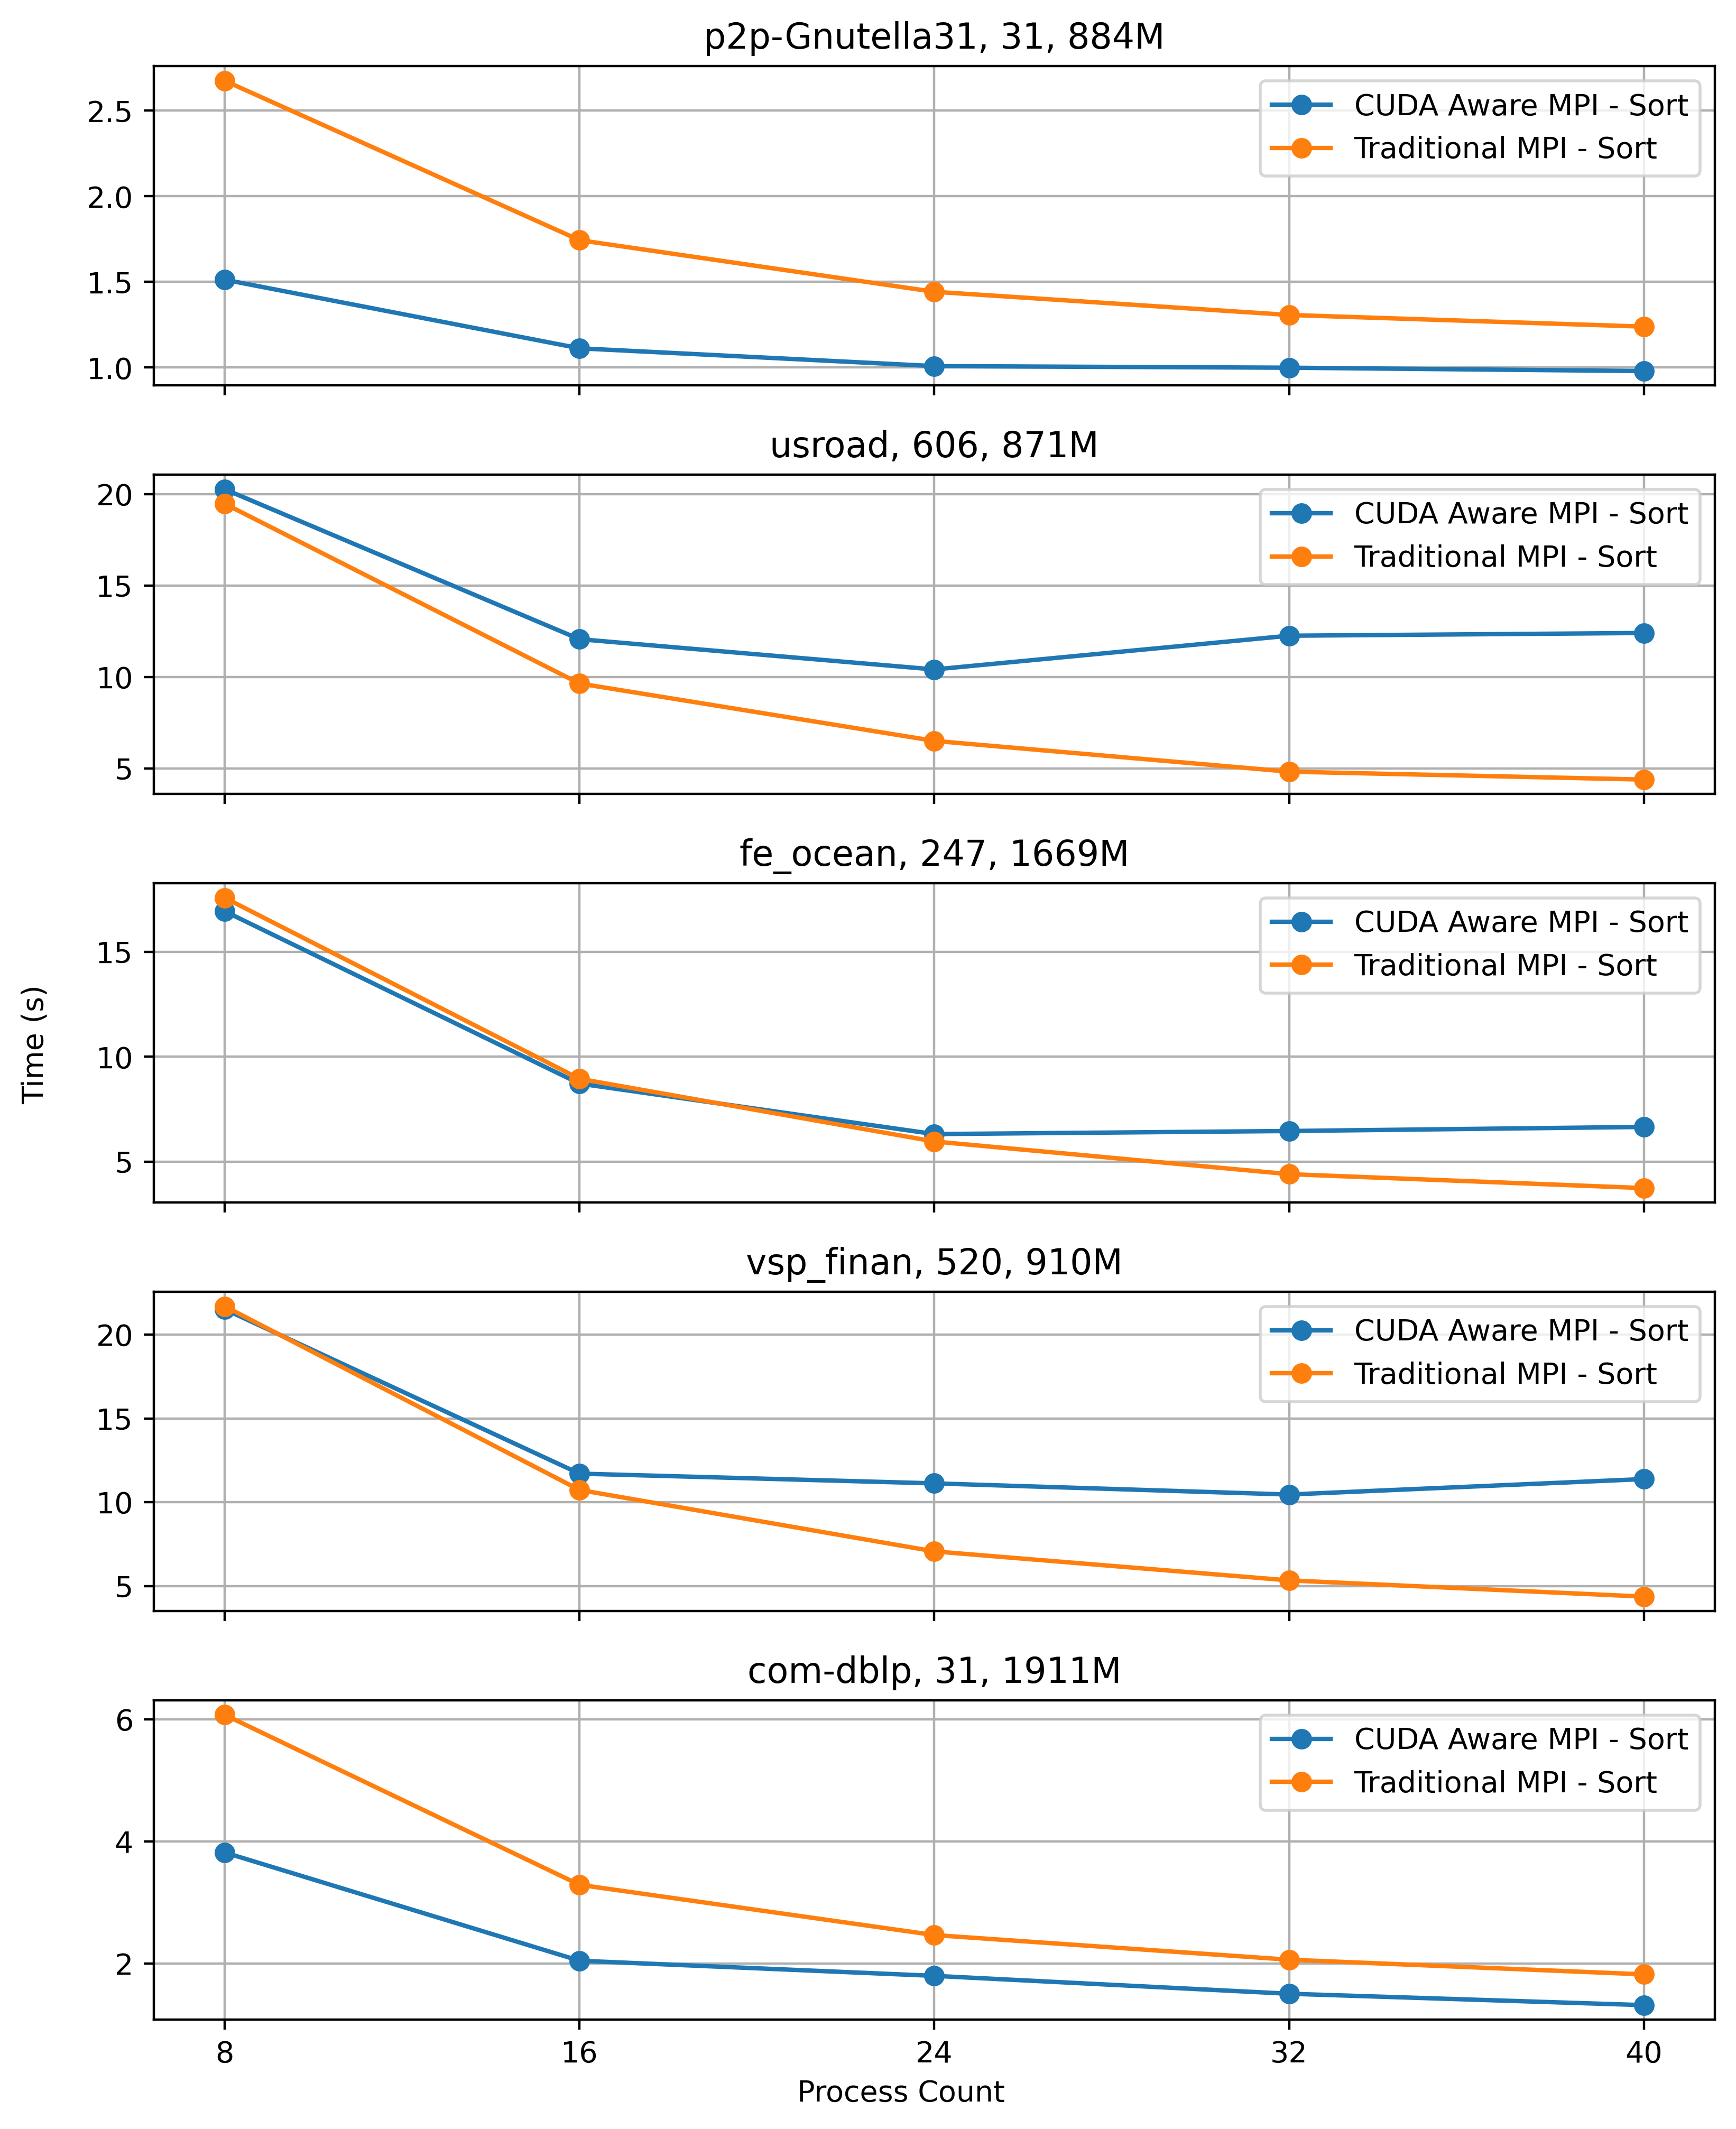 p2p-Gnutella31, 31, 884M
2.5
2.0
1.5
1.0
CUDA Aware MPI - Sort
Traditional MPI - Sort
usroad, 606, 871M
20
15
10
5
CUDA Aware MPI - Sort
Traditional MPI - Sort
fe_ocean, 247, 1669M
15
10
5
CUDA Aware MPI - Sort
Traditional MPI - Sort
Time (s)
vsp_finan, 520, 910M
20
15
10
5
CUDA Aware MPI - Sort
Traditional MPI - Sort
com-dblp, 31, 1911M
6
4
2
CUDA Aware MPI - Sort
Traditional MPI - Sort
8 16 24 32 40
Process Count